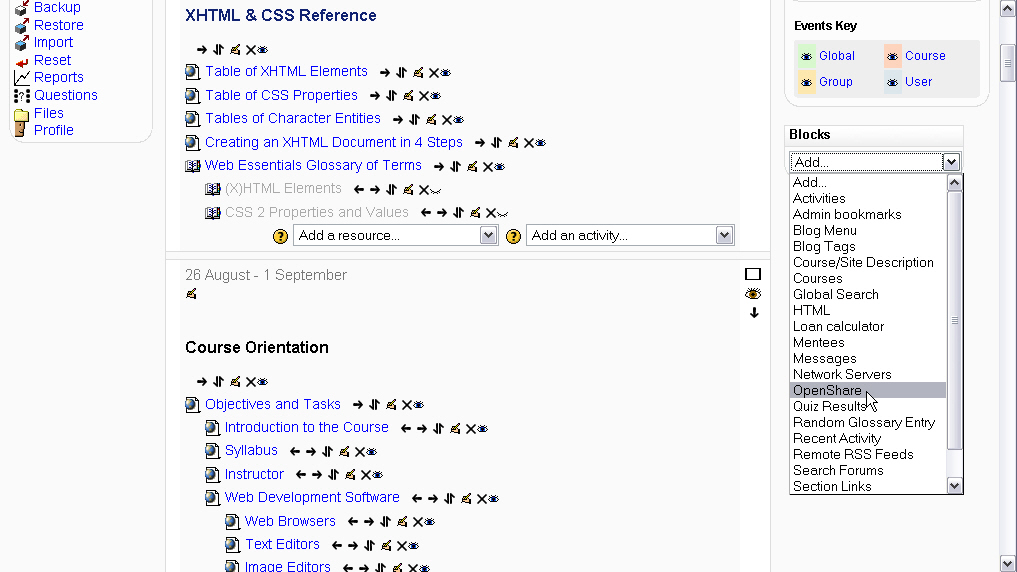 Backup
Restore
Import
Reset
Reports
Questions
Files
Profile
XHTML & CSS Reference
Table of XHTML Elements
Table of CSS Properties
Tables of Character Entities
Creating an XHTML Document in 4 Steps
Web Essentials Glossary of Terms
(X)HTML Elements
CSS 2 Properties and Values
Add a resource... Add an activity...
26 August - 1 September
Course Orientation
Objectives and Tasks
Introduction to the Course
Syllabus
Instructor
Web Development Software
Web Browsers
Text Editors
Image Editors
Events Key
Global Course
Group User
Blocks
Add...
Add...
Activities
Admin bookmarks
Blog Menu
Blog Tags
Course/Site Description
Courses
Global Search
HTML
Loan calculator
Mentees
Messages
Network Servers
OpenShare
Quiz Results
Random Glossary Entry
Recent Activity
Remote RSS Feeds
Search Forums
Section Links